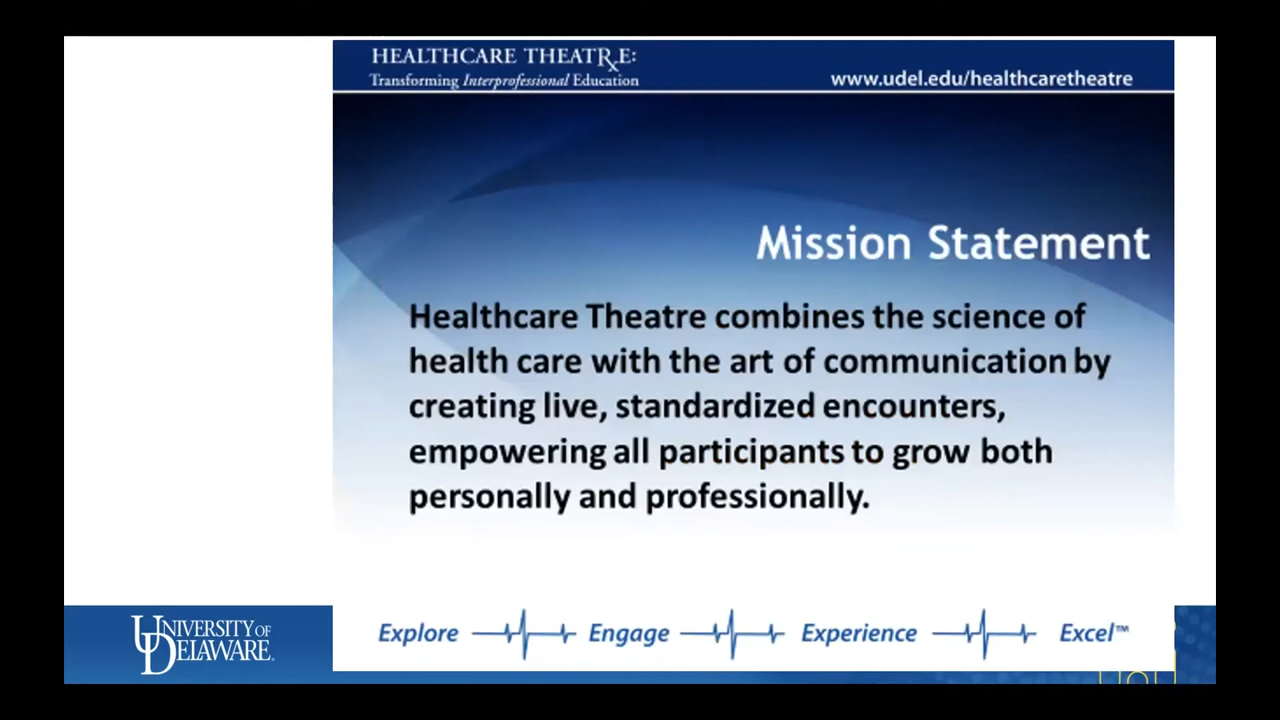 HEALTHCARE THEATRE:
Transforming Interprofessional Education
www.udel.edu/healthcaretheatre
Mission Statement
Healthcare Theatre combines the science of
health care with the art of communication by
creating live, standardized encounters,
empowering all participants to grow both
personally and professionally.
UNIVERSITY OF
DELAWARE.
Explore Engage Experience Excel™